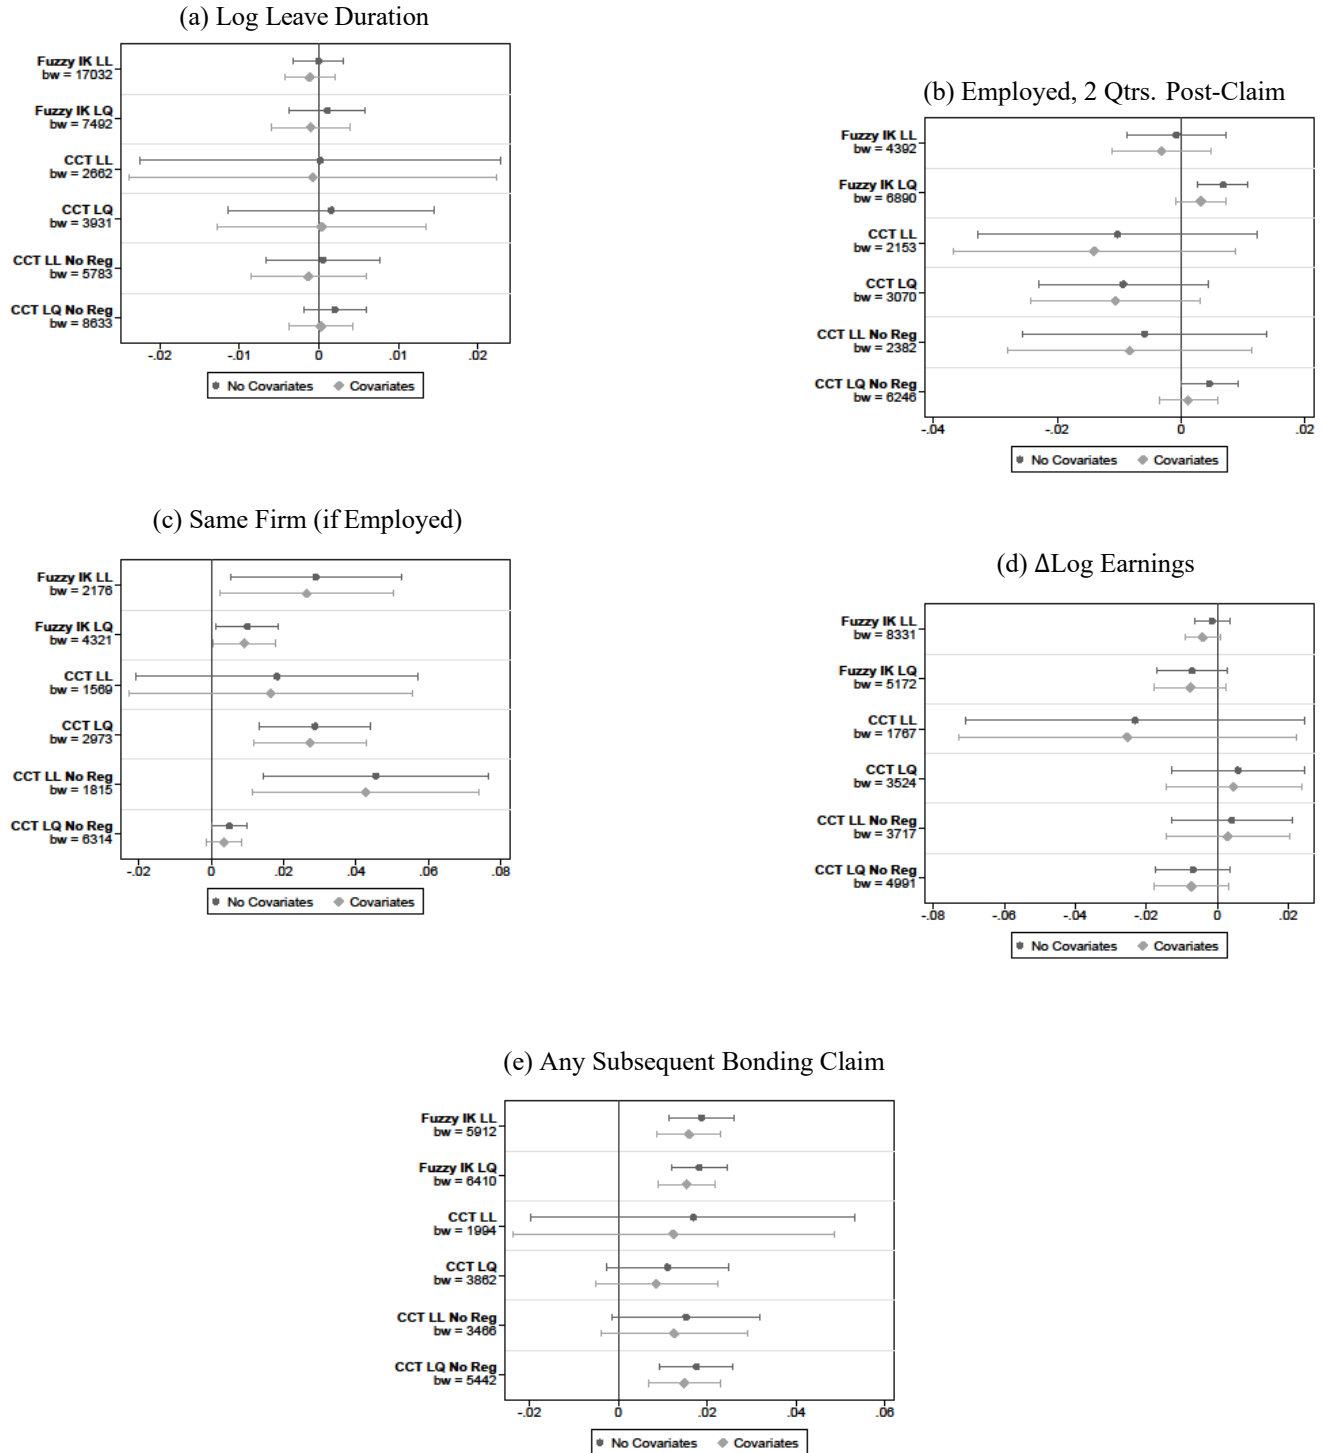 (a) Log Leave Duration
Fuzzy IK LL
bw = 17032
Fuzzy IK LQ
bw = 7492
CCT LL
bw = 2662
CCT LQ
bw = 3931
CCT LL No Reg
bw = 5783
CCT LQ No Reg
bw = 8633
-.02 -.01 0 .01 .02
No Covariates Covariates
(b) Employed, 2 Qtrs. Post-Claim
Fuzzy IK LL
bw = 4392
Fuzzy IK LQ
bw = 6890
CCT LL
bw = 2153
CCT LQ
bw = 3070
CCT LL No Reg
bw = 2382
CCT LQ No Reg
bw = 6246
-.04 -.02 0 .02
No Covariates Covariates
(c) Same Firm (if Employed)
Fuzzy IK LL
bw = 2176
Fuzzy IK LQ
bw = 4321
CCT LL
bw = 1569
CCT LQ
bw = 2973
CCT LL No Reg
bw = 1815
CCT LQ No Reg
bw = 6314
-.02 0 .02 .04 .06 .08
No Covariates Covariates
(d) ΔLog Earnings
Fuzzy IK LL
bw = 8331
Fuzzy IK LQ
bw = 5172
CCT LL
bw = 1767
CCT LQ
bw = 3524
CCT LL No Reg
bw = 3717
CCT LQ No Reg
bw = 4991
-.08 -.06 -.04 -.02 0 .02
No Covariates Covariates
(e) Any Subsequent Bonding Claim
Fuzzy IK LL
bw = 5912
Fuzzy IK LQ
bw = 6410
CCT LL
bw = 1994
CCT LQ
bw = 3862
CCT LL No Reg
bw = 3466
CCT LQ No Reg
bw = 5442
-.02 0 .02 .04 .06
No Covariates Covariates